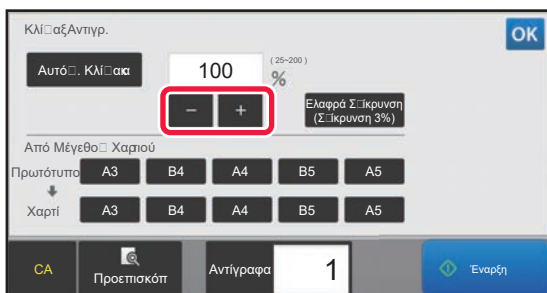 Κλί□αξΑντιγρ.
OK
Αυτό□. Κλί□ακα
100
(25~200)
%
− +
Ελαφρά Σ□ίκρυνση
(Σ□ίκρυνση 3%)
Από Μέγεθο□ Χαρτιού
Πρωτότυπο A3 B4 A4 B5 A5
Χαρτί A3 B4 A4 B5 A5
CA
Προεπισκόπ
Αντίγραφα
1
Έναρξη